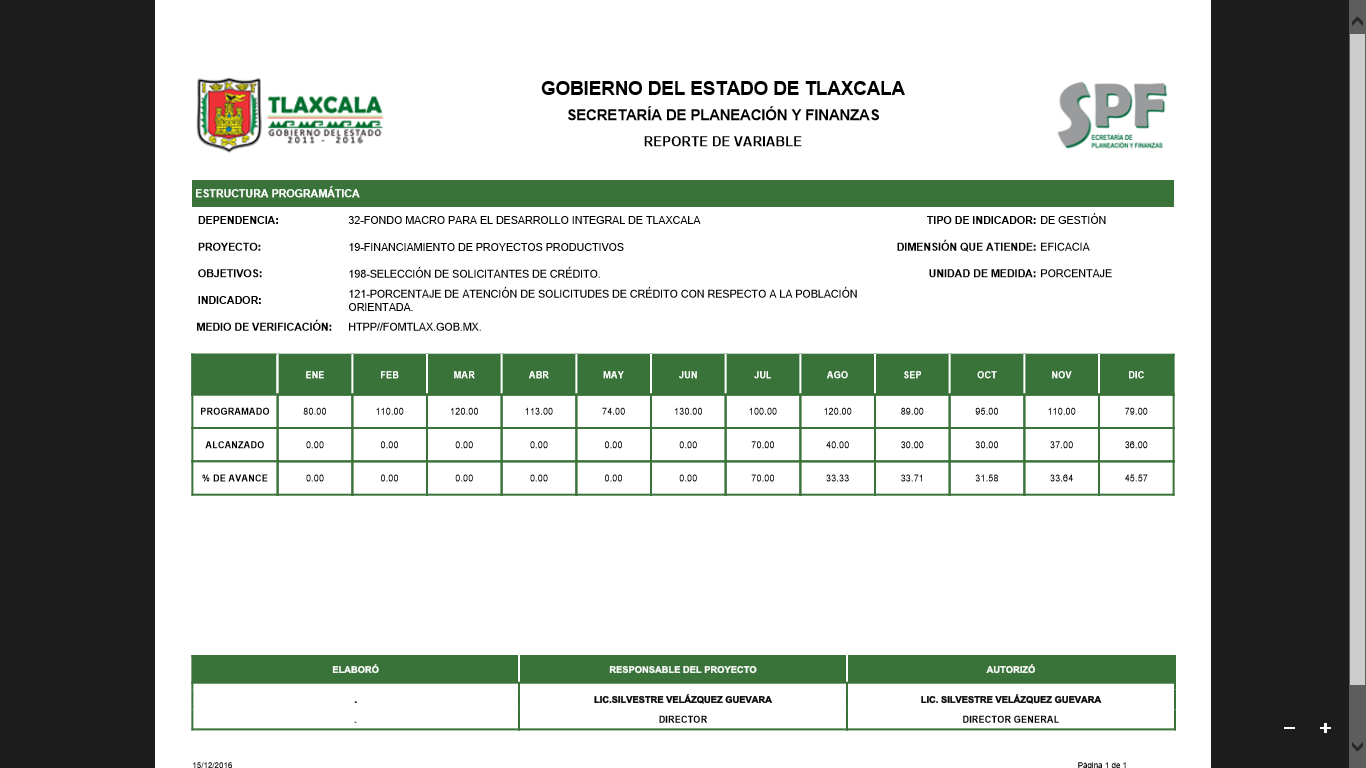 TLAXCALA
GOBIERNO DEL ESTADO
2011 - 2016
GOBIERNO DEL ESTADO DE TLAXCALA
SECRETARÍA DE PLANEACIÓN Y FINANZAS
REPORTE DE VARIABLE
SPF
SECRETARÍA DE
PLANEACIÓN Y FINANZAS
ESTRUCTURA PROGRAMÁTICA
DEPENDENCIA: 32-FONDO MACRO PARA EL DESARROLLO INTEGRAL DE TLAXCALA TIPO DE INDICADOR: DE GESTIÓN
PROYECTO: 19-FINANCIAMIENTO DE PROYECTOS PRODUCTIVOS DIMENSIÓN QUE ATIENDE: EFICACIA
OBJETIVOS: 198-SELECCIÓN DE SOLICITANTES DE CRÉDITO. UNIDAD DE MEDIDA: PORCENTAJE
INDICADOR: 121-PORCENTAJE DE ATENCIÓN DE SOLICITUDES DE CRÉDITO CON RESPECTO A LA POBLACIÓN
ORIENTADA.
MEDIO DE VERIFICACIÓN: HTPP//FOMTLAX.GOB.MX.
ENE FEB MAR ABR MAY JUN JUL AGO SEP OCT NOV DIC
PROGRAMADO 80.00 110.00 120.00 113.00 74.00 130.00 100.00 120.00 89.00 95.00 110.00 79.00
ALCANZADO 0.00 0.00 0.00 0.00 0.00 0.00 70.00 40.00 30.00 30.00 37.00 36.00
% DE AVANCE 0.00 0.00 0.00 0.00 0.00 0.00 70.00 33.33 33.71 31.58 33.64 45.57
ELABORÓ RESPONSABLE DEL PROYECTO AUTORIZÓ
. LIC.SILVESTRE VELÁZQUEZ GUEVARA LIC. SILVESTRE VELÁZQUEZ GUEVARA
. DIRECTOR DIRECTOR GENERAL
15/12/2016 Página 1 de 1